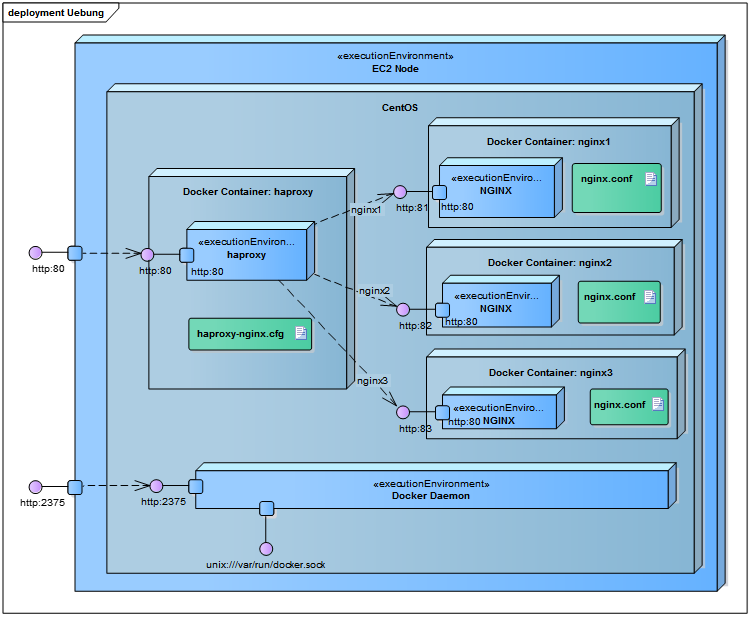 deployment Uebung
«executionEnvironment»
EC2 Node
CentOS
Docker Container: nginx1
«executionEnviro...
NGINX
nginx.conf
http:81
http:80
Docker Container: haproxy
nginx1
«executionEnviron...
haproxy
http:80
http:80
http:80
Docker Container: nginx2
«executionEnvir...
NGINX
nginx.conf
nginx2
http:82
http:80
haproxy-nginx.cfg
Docker Container: nginx3
nginx3
«executionEnviro...
NGINX
nginx.conf
http:83
http:80
«executionEnvironment»
Docker Daemon
http:2375
http:2375
unix:///var/run/docker.sock